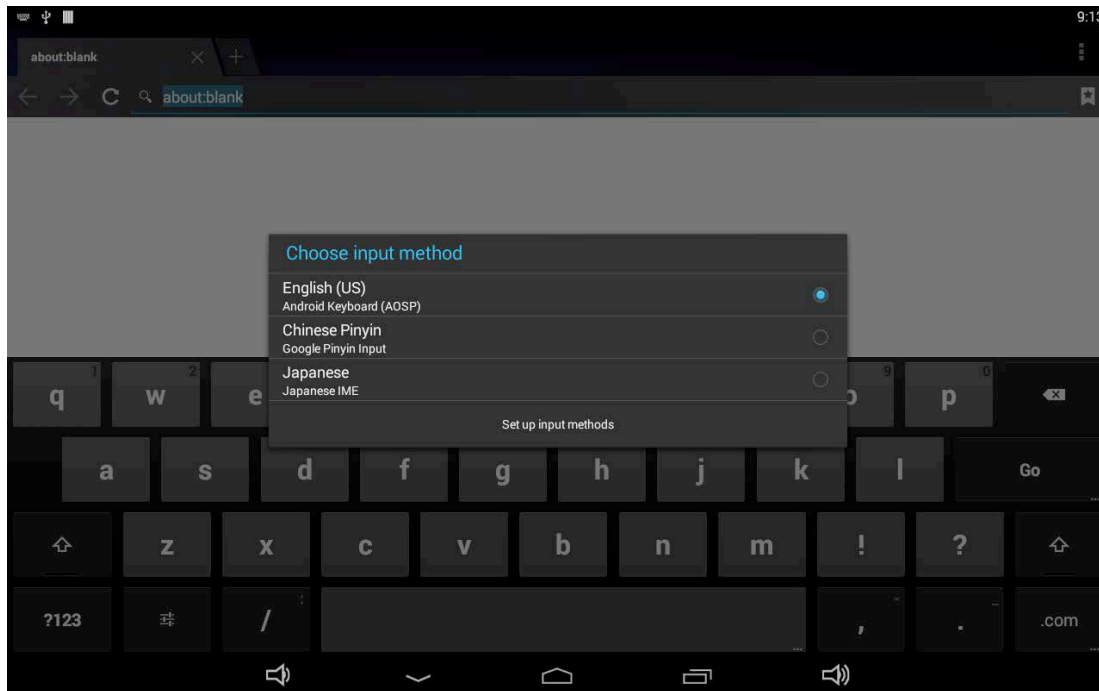 9:13
about:blank
about:blank
Choose input method
English (US)
Android Keyboard (AOSP)
Chinese Pinyin
Google Pinyin Input
Japanese
Japanese IME
Set up input methods
1 2 9 0
q w e p
a s d f g h j k l Go
z x c v b n m ! ?
?123 / : , - . _ .com